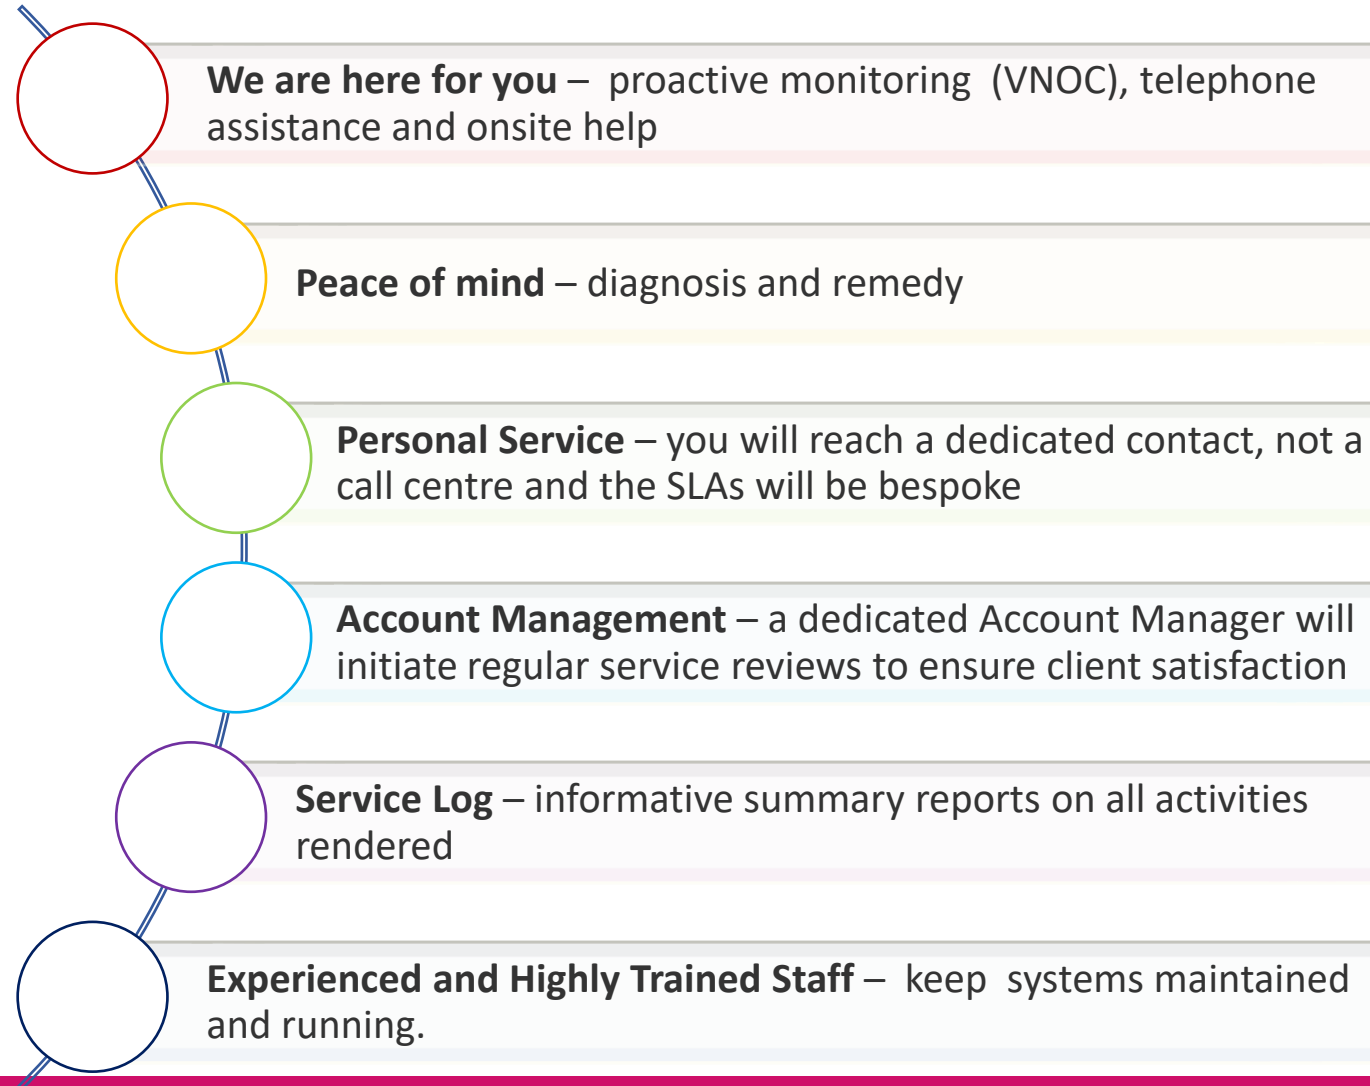 We are here for you – proactive monitoring (VNOC), telephone
assistance and onsite help
Peace of mind – diagnosis and remedy
Personal Service – you will reach a dedicated contact, not a
call centre and the SLAs will be bespoke
Account Management – a dedicated Account Manager will
initiate regular service reviews to ensure client satisfaction
Service Log – informative summary reports on all activities
rendered
Experienced and Highly Trained Staff – keep systems maintained
and running.